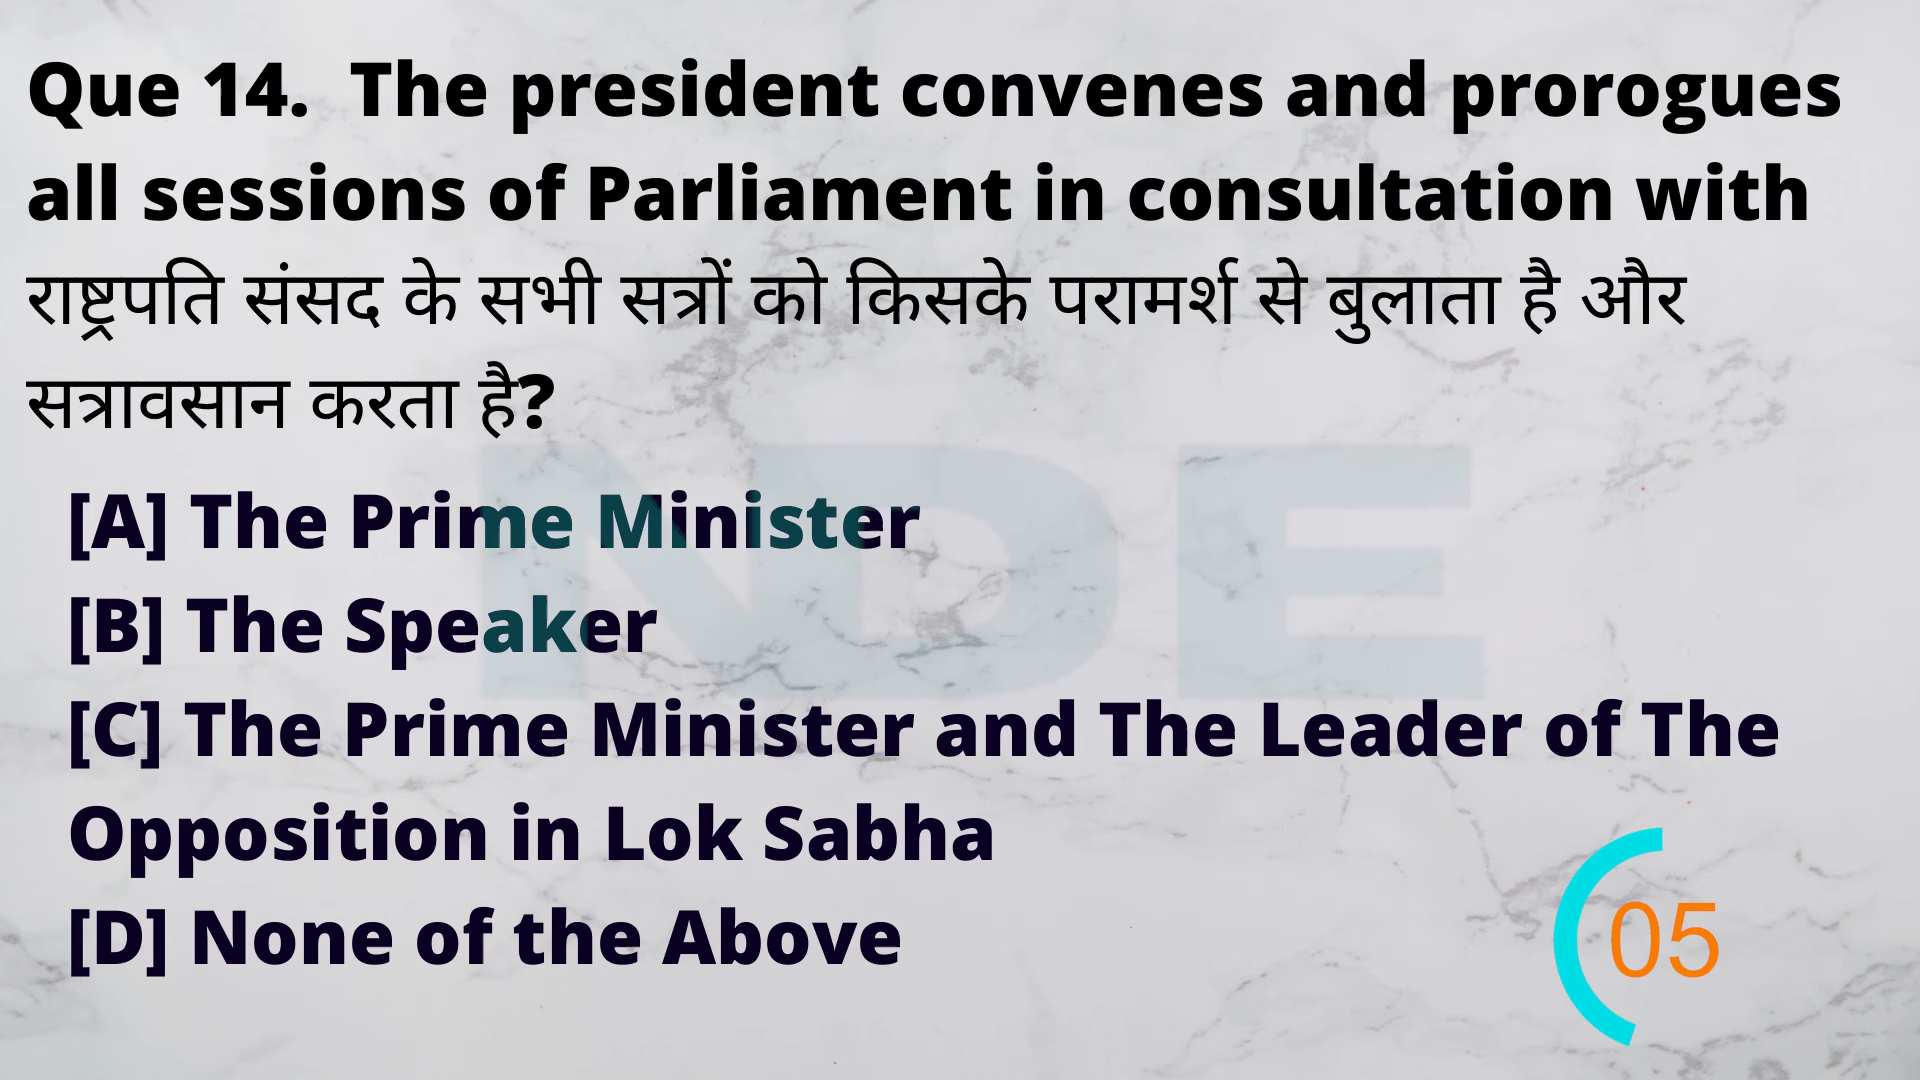 Que 14. The president convenes and prorogues
all sessions of Parliament in consultation with
राष्ट्रपति संसद के सभी सत्रों को किसके परामर्श से बुलाता है और
सत्रावसान करता है?
[A] The Prime Minister
[B] The Speaker
[C] The Prime Minister and The Leader of The
Opposition in Lok Sabha
[D] None of the Above
NDE
05